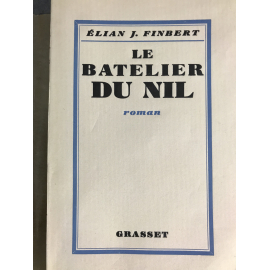 ÉLIAN J. FINBERT
LE
BATELIER
DU NIL
roman
GRASSET